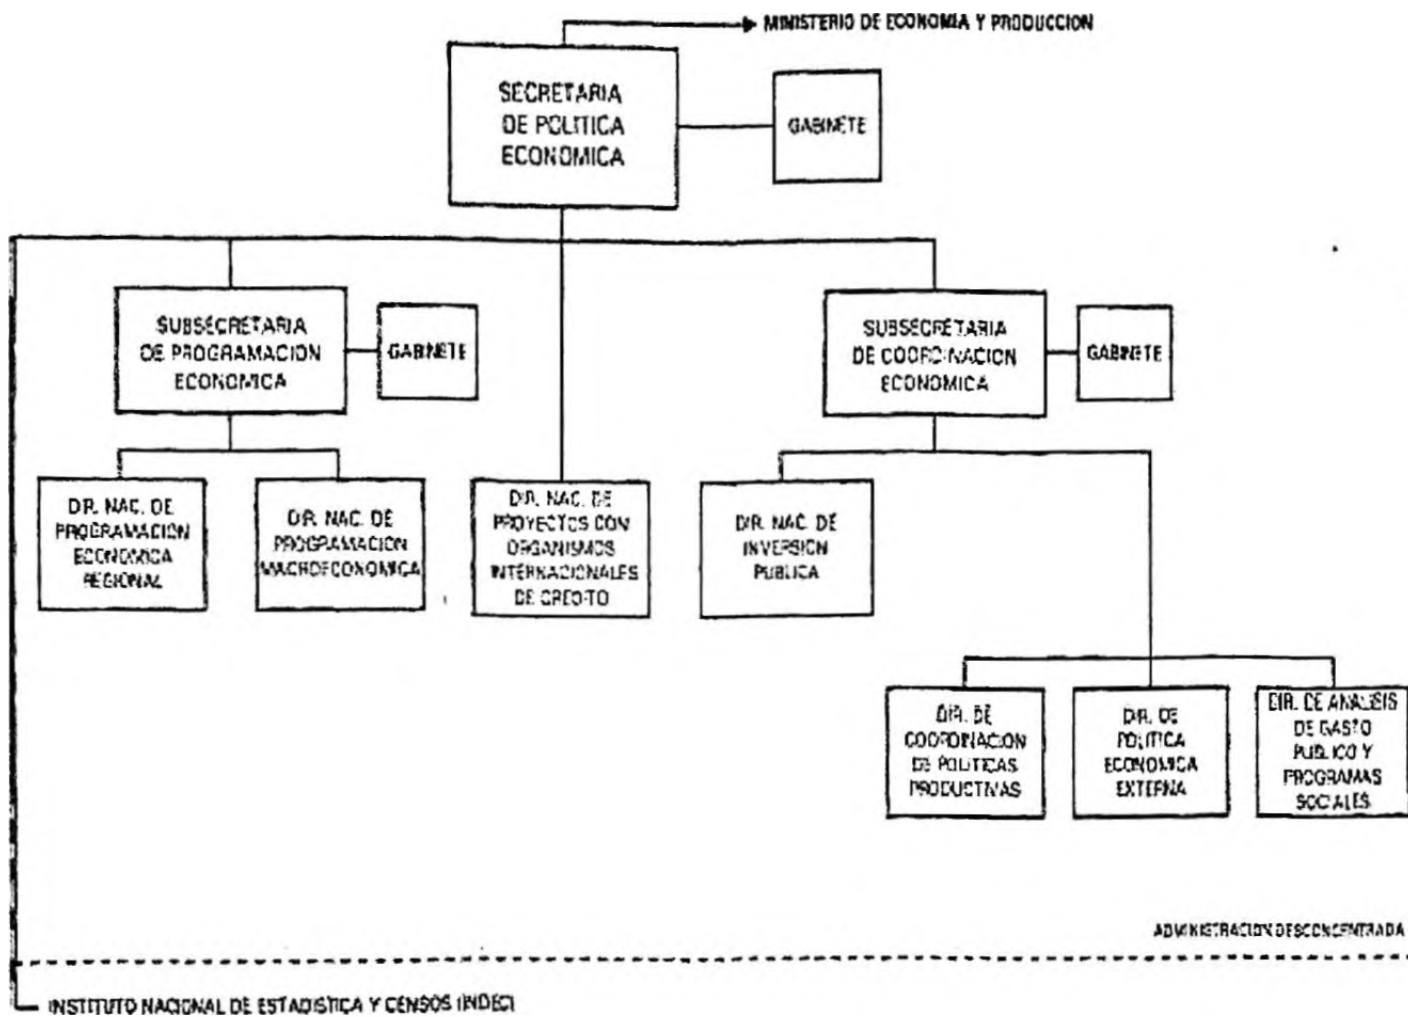 MINISTERIO DE ECONOMIA Y PRODUCCION
SECRETARIA
DE POLITICA
ECONOMICA
GABINETE
SUBSECRETARIA
DE PROGRAMACION
ECONOMICA
GABINETE
SUBSECRETARIA
DE COORDINACION
ECONOMICA
GABINETE
DIR. NAC. DE
PROGRAMACION
ECONOMICA
REGIONAL
DIR. NAC. DE
PROGRAMACION
MACROECONOMICA
DIR. NAC. DE
PROYECTOS CON
ORGANISMOS
INTERNACIONALES
DE CREDITO
DIR. NAC. DE
INVERSION
PUBLICA
DIR. DE
COORDINACION
DE POLITICAS
PRODUCTIVAS
DIR. DE
POLITICA
ECONOMICA
EXTERNA
DIR. DE ANALISIS
DE GASTO
PUBLICO Y
PROGRAMAS
SOCIALES
ADMINISTRACION DESCONCENTRADA
INSTITUTO NACIONAL DE ESTADISTICA Y CENSOS (INDEC)